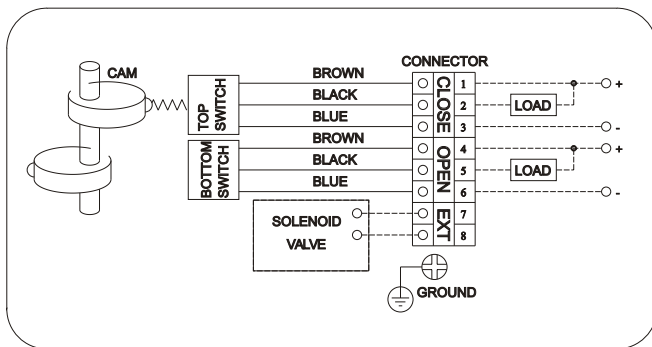 CAM
TOP
SWITCH
BOTTOM
SWITCH
BROWN
BLACK
BLUE
BROWN
BLACK
BLUE
SOLENOID
VALVE
CONNECTOR
CLOSE
OPEN
EXT
1
2
3
4
5
6
7
8
LOAD
LOAD
+
-
+
-
GROUND